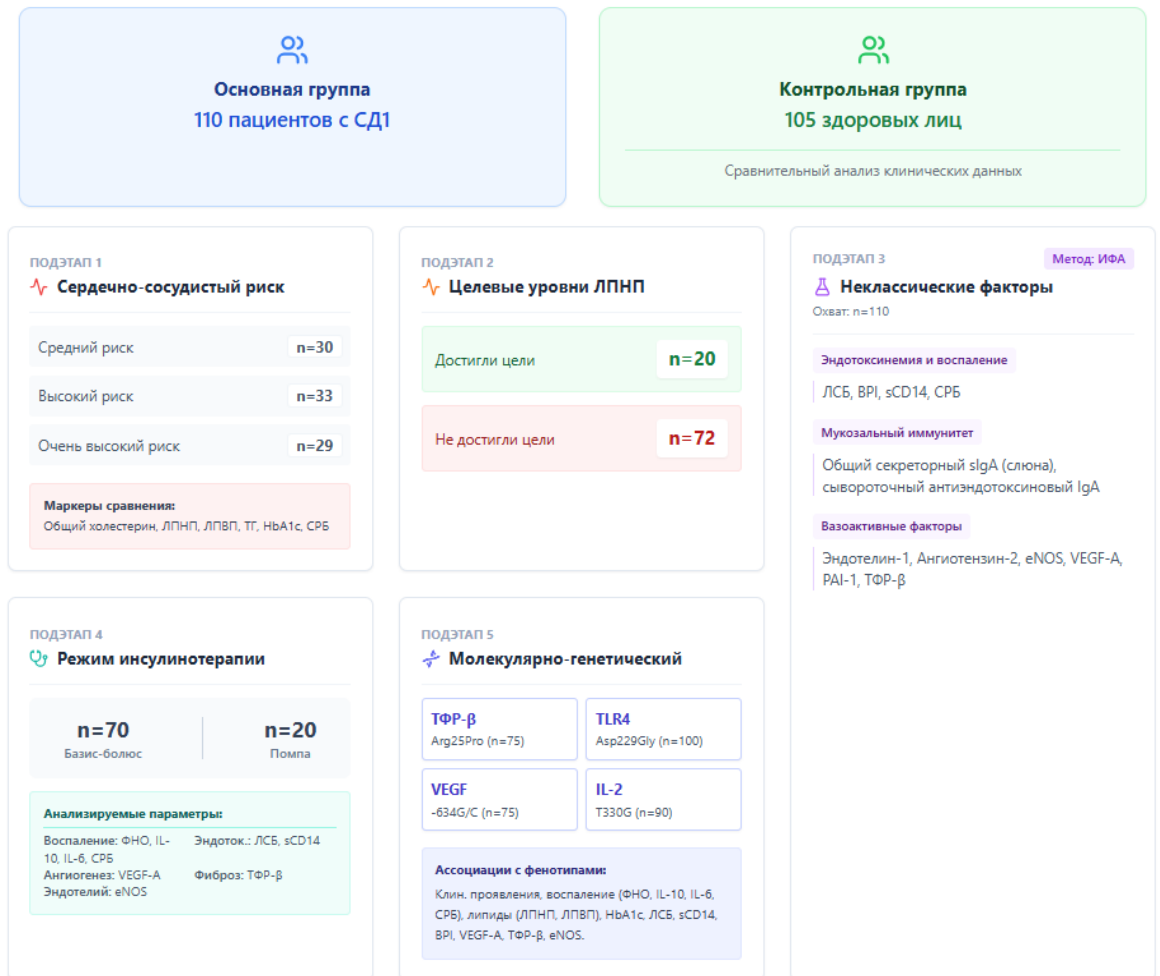 Основная группа
110 пациентов с СД1
Контрольная группа
105 здоровых лиц
Сравнительный анализ клинических данных
ПОДЭТАП 1
Сердечно-сосудистый риск
Средний риск
n=30
Высокий риск
n=33
Очень высокий риск
n=29
Маркеры сравнения:
Общий холестерин, ЛПНП, ЛПВП, ТГ, HbA1c, СРБ
ПОДЭТАП 2
Целевые уровни ЛПНП
Достигли цели
n=20
Не достигли цели
n=72
ПОДЭТАП 3
Метод: ИФА
Неклассические факторы
Охват: n=110
Эндотоксинемия и воспаление
ЛСБ, BPI, sCD14, СРБ
Мукозальный иммунитет
Общий секреторный sIgA (слюна),
сывороточный антиэндотоксиновый IgA
Вазоактивные факторы
Эндотелин-1, Ангиотензин-2, eNOS, VEGF-A,
PAI-1, ТФР-β
ПОДЭТАП 4
Режим инсулинотерапии
n=70
Базис-болюс
n=20
Помпа
Анализируемые параметры:
Воспаление: ФНО, IL-
10, IL-6, СРБ
Эндоток.: ЛСБ, sCD14
Ангиогенез: VEGF-A
Фиброз: ТФР-β
Эндотелий: eNOS
ПОДЭТАП 5
Молекулярно-генетический
ТФР-β
Arg25Pro (n=75)
TLR4
Asp229Gly (n=100)
VEGF
-634G/C (n=75)
IL-2
T330G (n=90)
Ассоциации с фенотипами:
Клин. проявления, воспаление (ФНО, IL-10, IL-6,
СРБ), липиды (ЛПНП, ЛПВП), HbA1c, ЛСБ, sCD14,
BPI, VEGF-A, ТФР-β, eNOS.